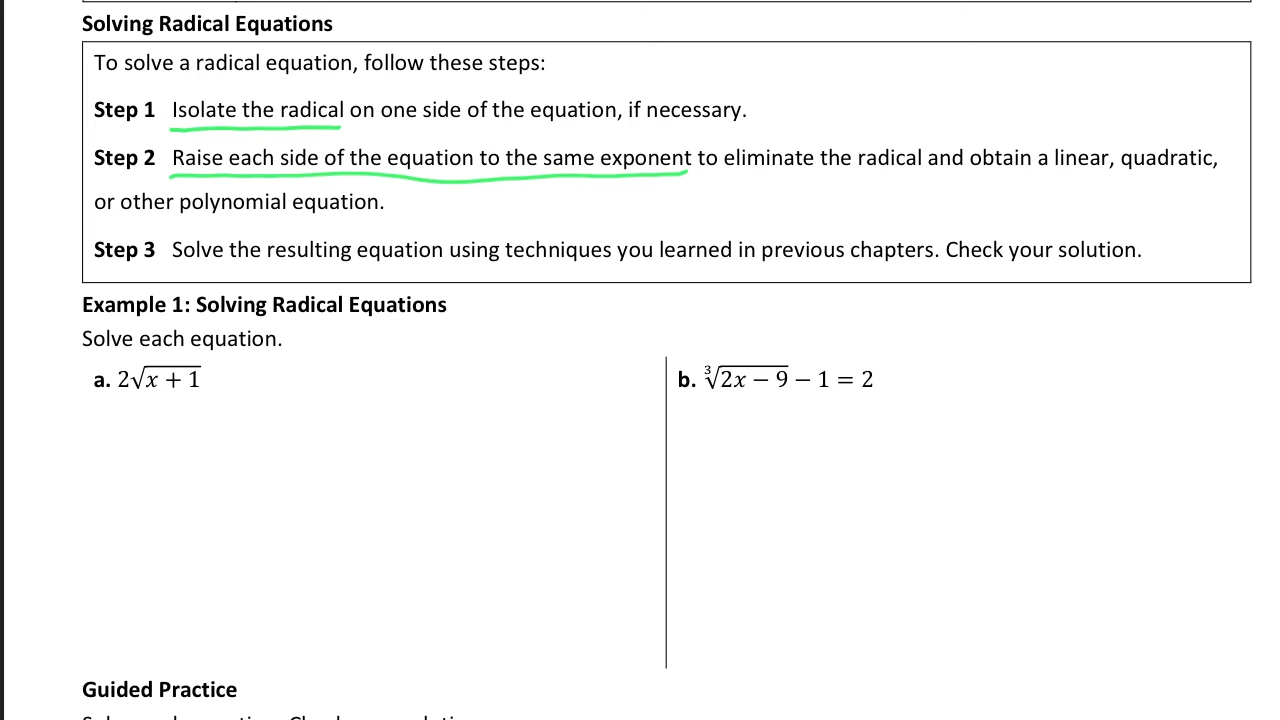 Solving Radical Equations
To solve a radical equation, follow these steps:
Step 1 Isolate the radical on one side of the equation, if necessary.
Step 2 Raise each side of the equation to the same exponent to eliminate the radical and obtain a linear, quadratic,
or other polynomial equation.
Step 3 Solve the resulting equation using techniques you learned in previous chapters. Check your solution.
Example 1: Solving Radical Equations
Solve each equation.
a. 2√x + 1
b. ³√2x − 9 − 1 = 2
Guided Practice